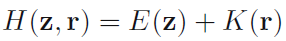 H(z, r) = E(z) + K(r)